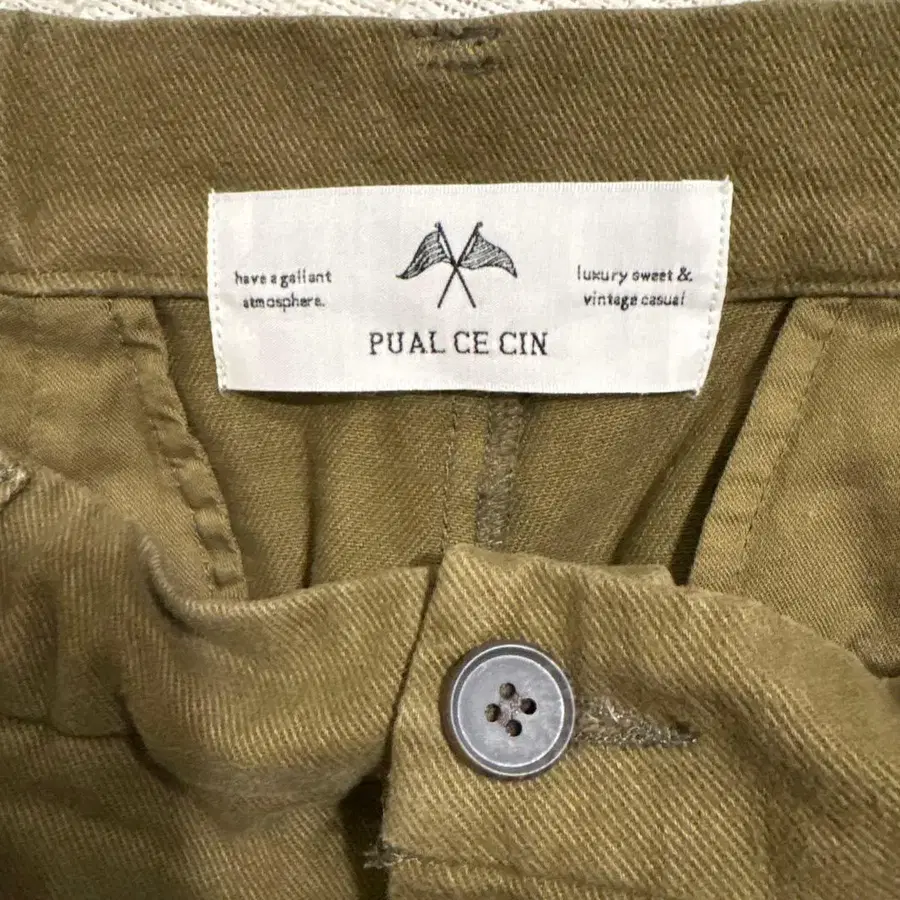 have a gallant
atmosphere.
luxury sweet &
vintage casual
PUAL CE CIN